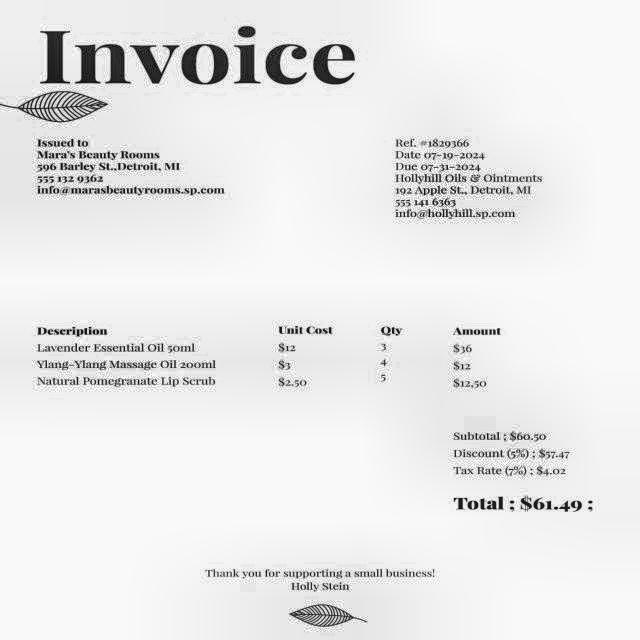 Invoice
Issued to
Mara's Beauty Rooms
596 Barley St.,Detroit, MI
555 132 9362
info@marasbeautyrooms.sp.com
Ref. #1829366
Date 07-19-2024
Due 07-31-2024
Hollyhill Oils & Ointments
192 Apple St., Detroit, MI
555 141 6363
info@hollyhill.sp.com
Description Unit Cost Qty Amount
Lavender Essential Oil 50ml $12 3 $36
Ylang-Ylang Massage Oil 200ml $3 4 $12
Natural Pomegranate Lip Scrub $2.50 5 $12,50
Subtotal ; $60.50
Discount (5%) ; $57.47
Tax Rate (7%) ; $4.02
Total ; $61.49 ;
Thank you for supporting a small business!
Holly Stein